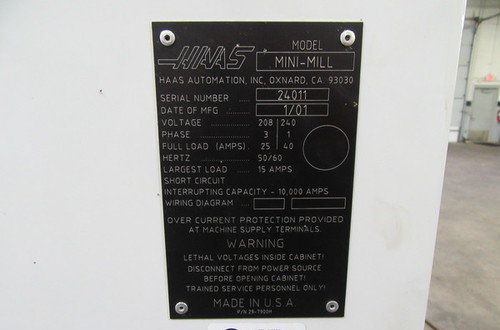 HAAS
MODEL
MINI-MILL
HAAS AUTOMATION, INC. OXNARD, CA. 93030
SERIAL NUMBER ..... 24011
DATE OF MFG ........... 1/01
VOLTAGE ................ 208 240
PHASE ................... 3 1
FULL LOAD (AMPS) 25 40
HERTZ ................... 50/60
LARGEST LOAD ...... 15 AMPS
SHORT CIRCUIT
INTERRUPTING CAPACITY - 10,000 AMPS
WIRING DIAGRAM ......
OVER CURRENT PROTECTION PROVIDED
AT MACHINE SUPPLY TERMINALS.
WARNING
LETHAL VOLTAGES INSIDE CABINET!
DISCONNECT FROM POWER SOURCE
BEFORE OPENING CABINET!
TRAINED SERVICE PERSONNEL ONLY!
MADE IN U.S.A.
P/N 29-7900H